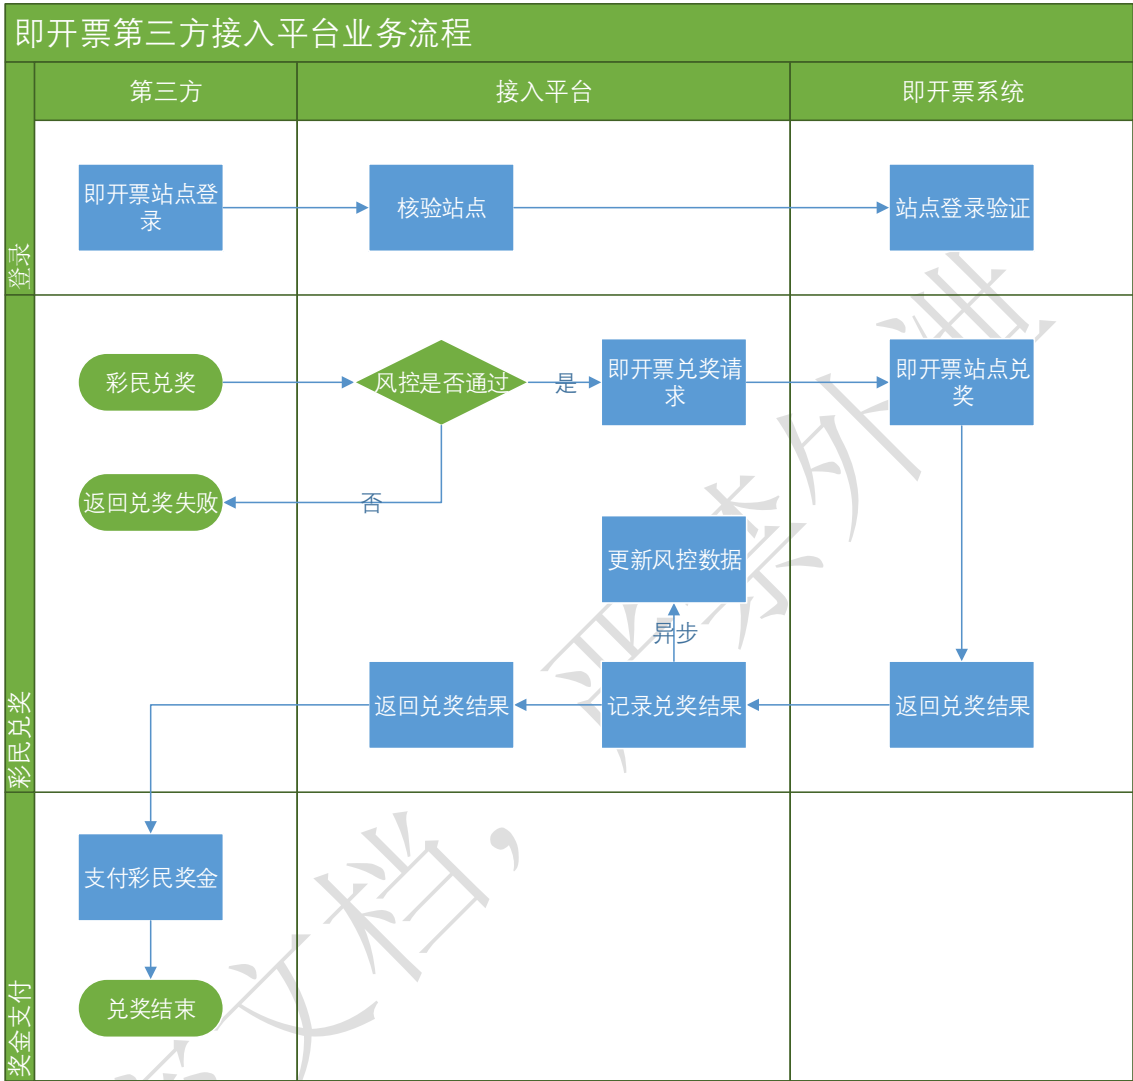 即开票第三方接入平台业务流程
第三方
接入平台
即开票系统
登录
即开票站点登
录
核验站点
站点登录验证
彩民兑奖
彩民兑奖
风控是否通过
是
即开票兑奖请
求
即开票站点兑
奖
返回兑奖失败
否
更新风控数据
异步
返回兑奖结果
记录兑奖结果
返回兑奖结果
奖金支付
支付彩民奖金
兑奖结束
文档，严禁外泄